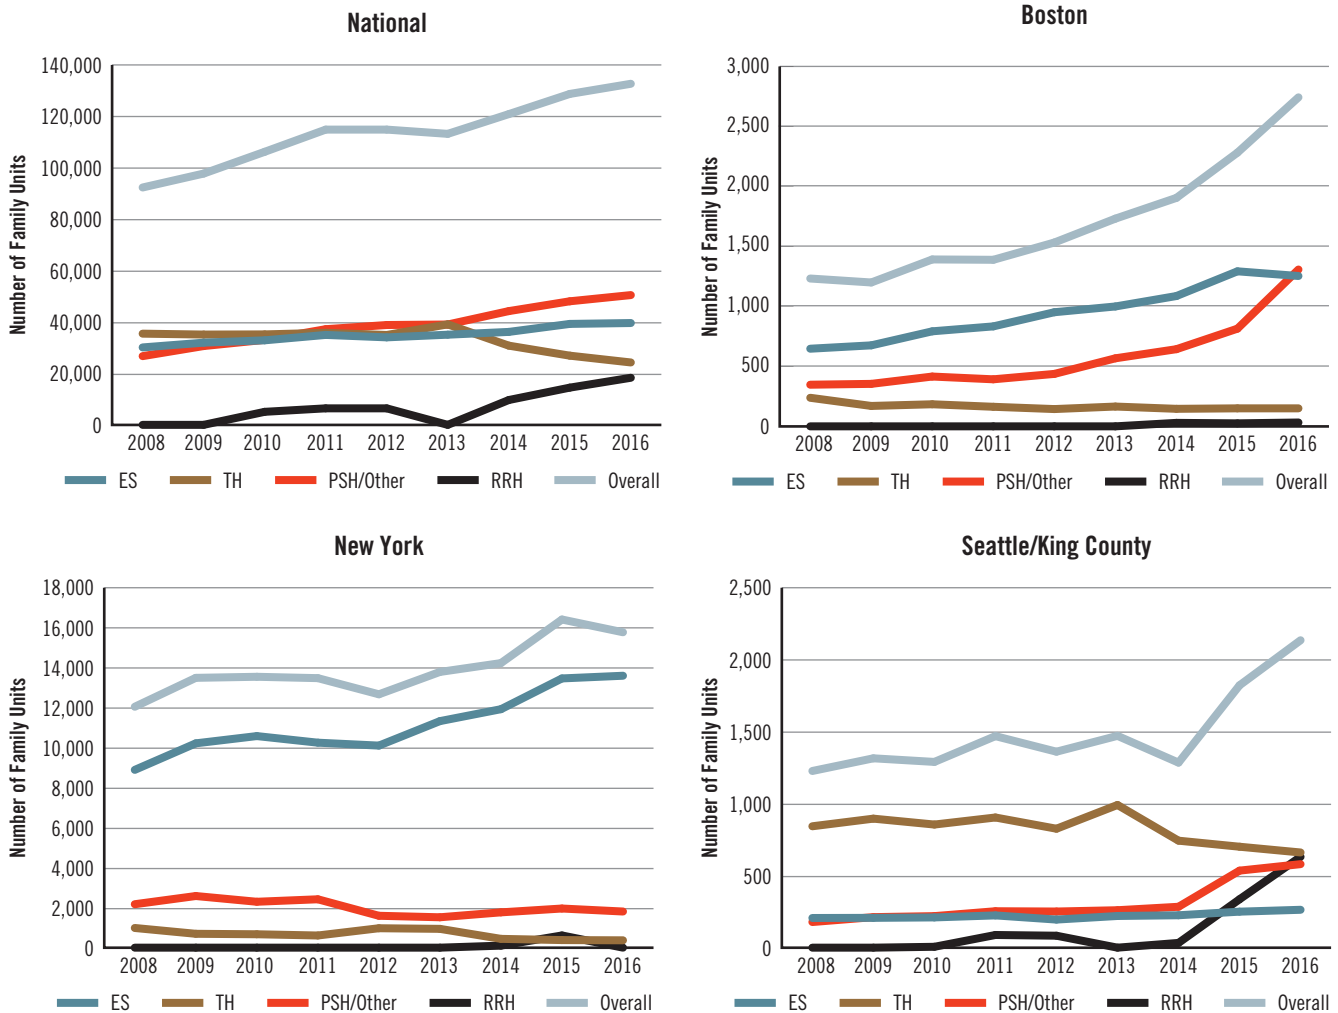 National
Number of Family Units
140,000
120,000
100,000
80,000
60,000
40,000
20,000
0
2008 2009 2010 2011 2012 2013 2014 2015 2016
ES TH PSH/Other RRH Overall
Boston
Number of Family Units
3,000
2,500
2,000
1,500
1,000
500
0
2008 2009 2010 2011 2012 2013 2014 2015 2016
ES TH PSH/Other RRH Overall
New York
Number of Family Units
18,000
16,000
14,000
12,000
10,000
8,000
6,000
4,000
2,000
0
2008 2009 2010 2011 2012 2013 2014 2015 2016
ES TH PSH/Other RRH Overall
Seattle/King County
Number of Family Units
2,500
2,000
1,500
1,000
500
0
2008 2009 2010 2011 2012 2013 2014 2015 2016
ES TH PSH/Other RRH Overall